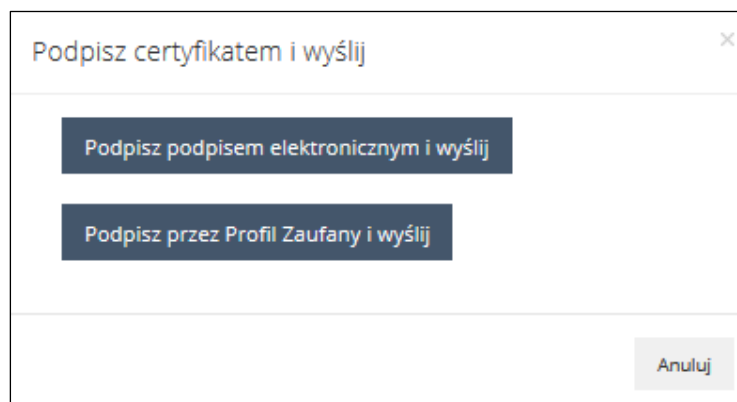 Podpisz certyfikatem i wyślij
Podpisz podpisem elektronicznym i wyślij
Podpisz przez Profil Zaufany i wyślij
Anuluj